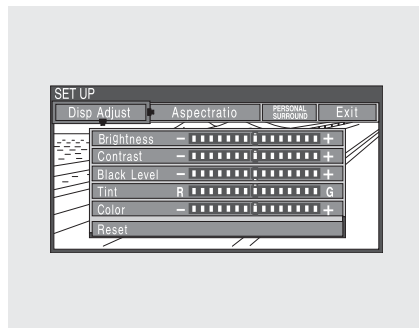 SET UP
Disp Adjust Aspectratio PERSONAL SURROUND Exit
Brightness − +
Contrast − +
Black Level − +
Tint R G
Color − +
Reset